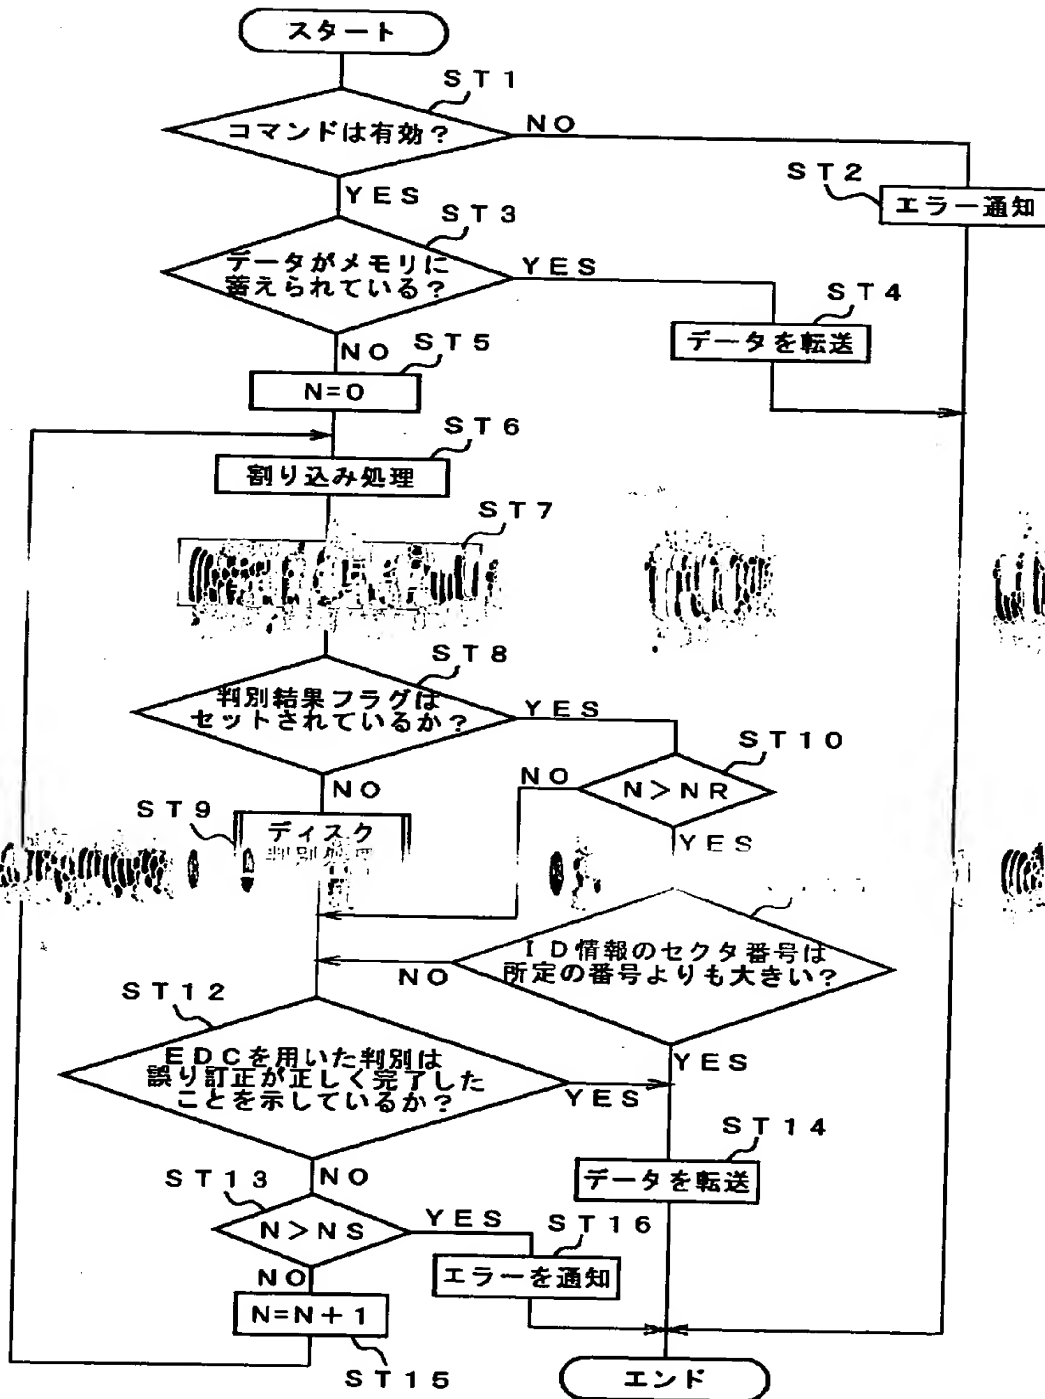 スタート
ST1
コマンドは有効?
NO
ST2
エラー通知
YES
ST3
データがメモリに
蓄えられている?
YES
ST4
データを転送
NO
ST5
N=0
ST6
割り込み処理
ST7
ST8
判別結果フラグは
セットされているか?
YES
ST10
NO
N>NR
NO
YES
ST9
ディスク
判別処理
ID情報のセクタ番号は
所定の番号よりも大きい?
NO
ST12
YES
EDCを用いた判別は
誤り訂正が正しく完了した
ことを示しているか?
YES
ST14
データを転送
NO
ST13
N>NS
YES
ST16
エラーを通知
NO
N=N+1
ST15
エンド